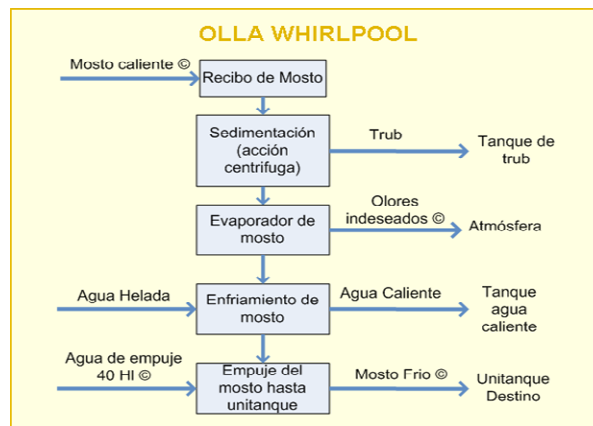 OLLA WHIRLPOOL
Mosto caliente ©
Recibo de Mosto
Sedimentación
(acción
centrifuga)
Trub
Tanque de
trub
Evaporador de
mosto
Olores
indeseados ©
Atmósfera
Agua Helada
Enfriamiento de
mosto
Agua Caliente
Tanque
agua
caliente
Agua de empuje
40 Hl ©
Empuje del
mosto hasta
unitanque
Mosto Frio ©
Unitanque
Destino